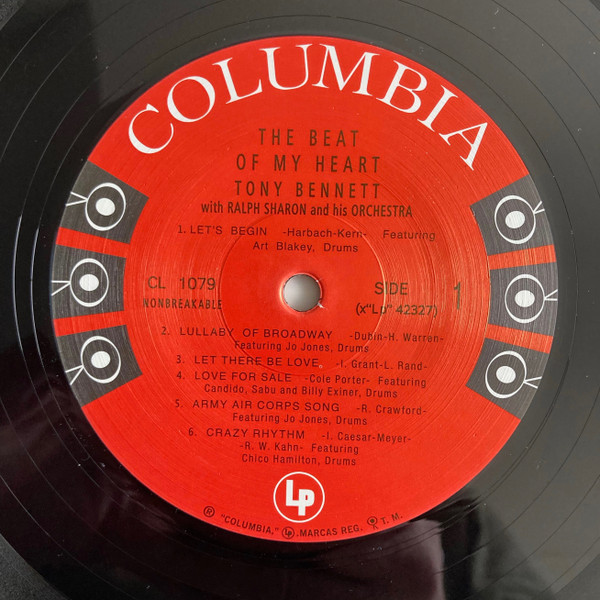 COLUMBIA
THE BEAT
OF MY HEART
TONY BENNETT
with RALPH SHARON and his ORCHESTRA
1. LET'S BEGIN -Harbach-Kern- Featuring
Art Blakey, Drums
CL 1079
NONBREAKABLE
SIDE 1
(x"Lp" 42327)
2. LULLABY OF BROADWAY -Dubin-H. Warren-
Featuring Jo Jones, Drums
3. LET THERE BE LOVE -I. Grant-L. Rand-
4. LOVE FOR SALE -Cole Porter- Featuring
Candido, Sabu and Billy Exiner, Drums
5. ARMY AIR CORPS SONG -R. Crawford-
Featuring Jo Jones, Drums
6. CRAZY RHYTHM -I. Caesar-Meyer-
-R. W. Kahn- Featuring
Chico Hamilton, Drums
LP
® "COLUMBIA," LP MARCAS REG. T. M.